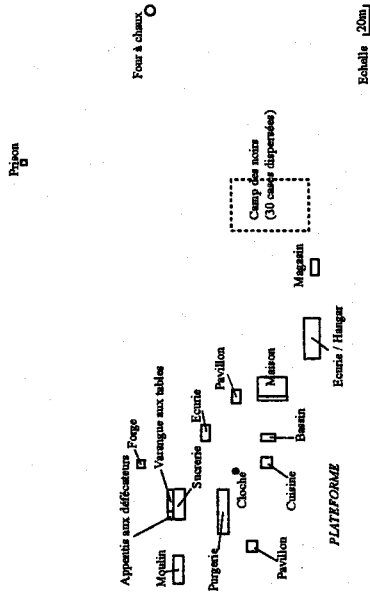 Prison
Four à chaux
Camp des noirs
(30 cases dispersées)
Echelle 20m
Magasin
Ecurie / Hangar
Maison
Pavillon
Ecurie
Bassin
Forge
Varangue aux tables
Appentis aux défécateurs
Sucrerie
Cloche
Cuisine
Moulin
Purgerie
Pavillon
PLATEFORME